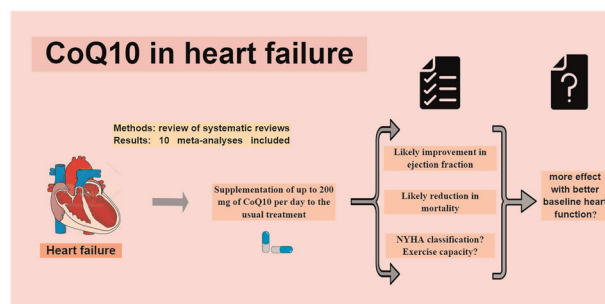 CoQ10 in heart failure
Methods: review of systematic reviews
Results: 10 meta-analyses included
Heart failure
Supplementation of up to 200
mg of CoQ10 per day to the
usual treatment
Likely improvement in
ejection fraction
Likely reduction in
mortality
NYHA classification?
Exercise capacity?
?
more effect
with better
baseline heart
function?